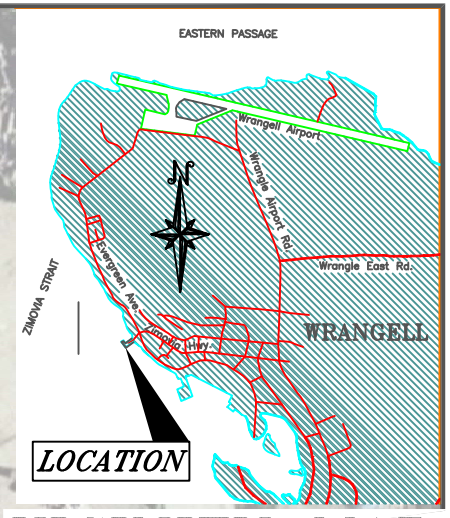 EASTERN PASSAGE
Wrangell Airport
N
Wrangle Airport Rd.
Wrangle East Rd.
Evergreen Ave.
ZIMOVIA STRAIT
Zimovia Hwy.
WRANGELL
LOCATION